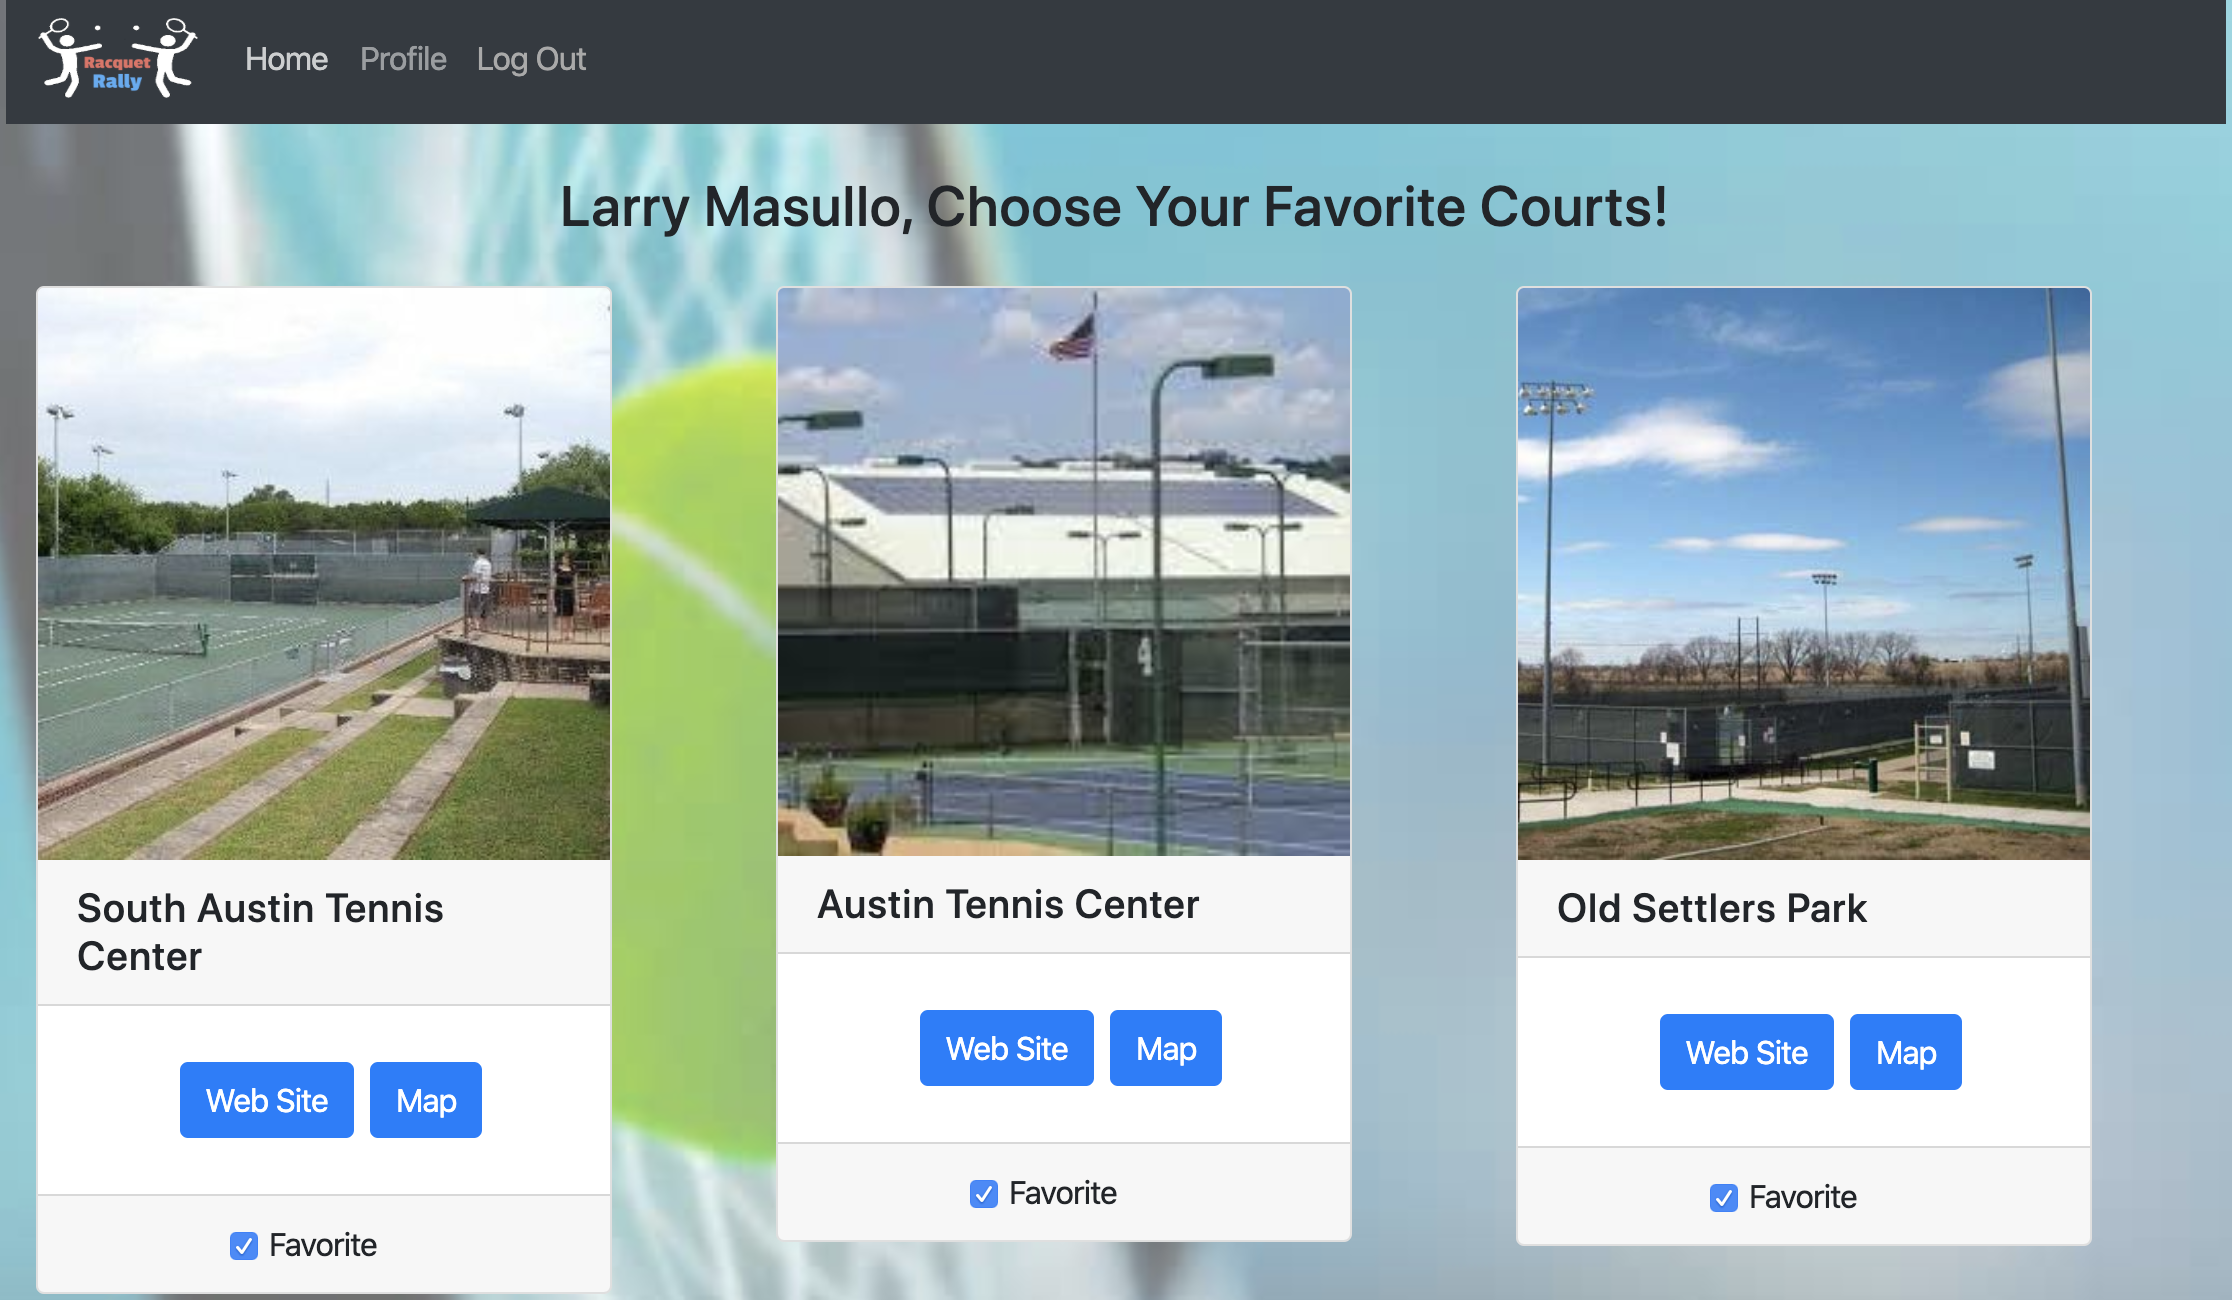 Racquet
Rally
Home Profile Log Out
Larry Masullo, Choose Your Favorite Courts!
4
South Austin Tennis
Center
Web Site Map
Favorite
Austin Tennis Center
Web Site Map
Favorite
Old Settlers Park
Web Site Map
Favorite